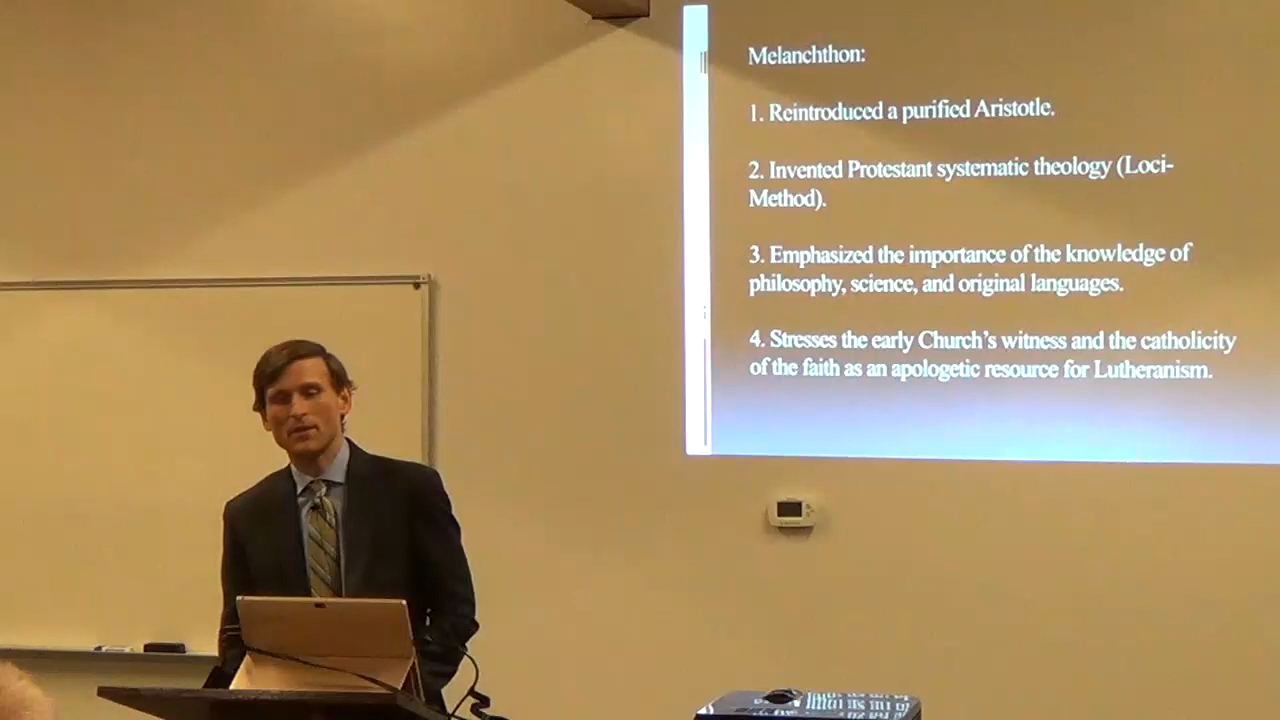 Melanchthon:
1. Reintroduced a purified Aristotle.
2. Invented Protestant systematic theology (Loci-
Method).
3. Emphasized the importance of the knowledge of
philosophy, science, and original languages.
4. Stresses the early Church's witness and the catholicity
of the faith as an apologetic resource for Lutheranism.